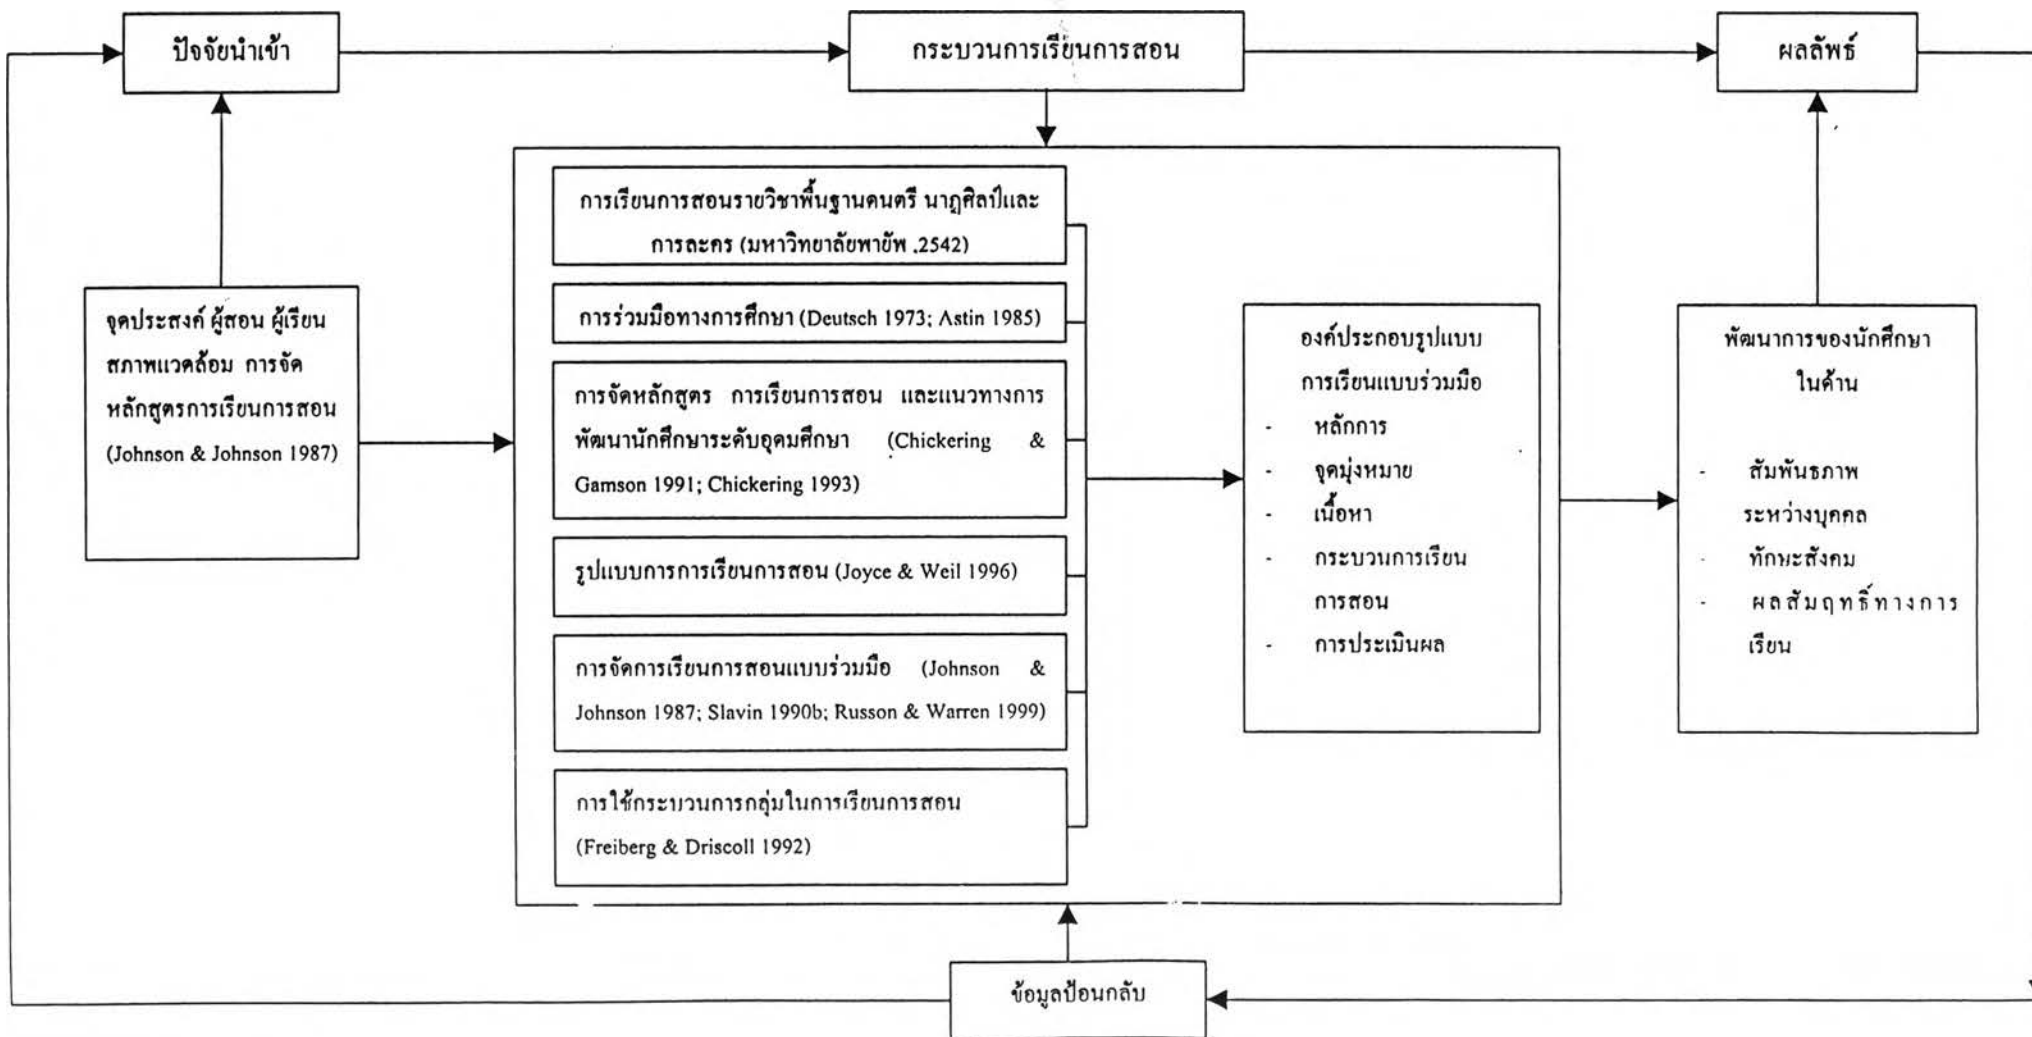 ปัจจัยนำเข้า
กระบวนการเรียนการสอน
ผลลัพธ์
จุดประสงค์ ผู้สอน ผู้เรียน
สภาพแวดล้อม การจัด
หลักสูตรการเรียนการสอน
(Johnson & Johnson 1987)
การเรียนการสอนรายวิชาพื้นฐานดนตรี นาฏศิลป์และ
การละคร (มหาวิทยาลัยพายัพ .2542)
การร่วมมือทางการศึกษา (Deutsch 1973; Astin 1985)
การจัดหลักสูตร การเรียนการสอน และแนวทางการ
พัฒนานักศึกษาระดับอุดมศึกษา (Chickering &
Gamson 1991; Chickering 1993)
รูปแบบการการเรียนการสอน (Joyce & Weil 1996)
การจัดการเรียนการสอนแบบร่วมมือ (Johnson &
Johnson 1987; Slavin 1990b; Russon & Warren 1999)
การใช้กระบวนการกลุ่มในการเรียนการสอน
(Freiberg & Driscoll 1992)
องค์ประกอบรูปแบบ
การเรียนแบบร่วมมือ
- หลักการ
- จุดมุ่งหมาย
- เนื้อหา
- กระบวนการเรียน
การสอน
- การประเมินผล
พัฒนาการของนักศึกษา
ในด้าน
- สัมพันธภาพ
ระหว่างบุคคล
- ทักษะสังคม
- ผลสัมฤทธิ์ทางการ
เรียน
ข้อมูลป้อนกลับ